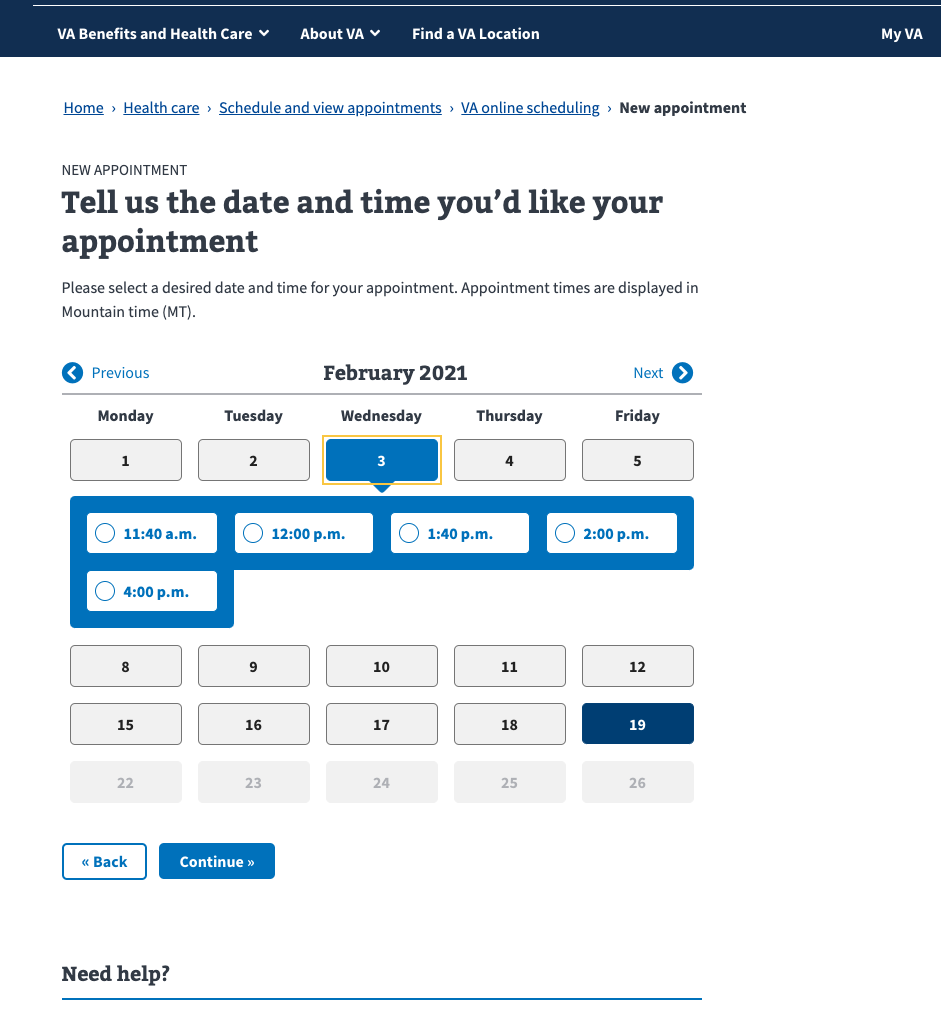 VA Benefits and Health Care About VA Find a VA Location My VA
Home › Health care › Schedule and view appointments › VA online scheduling › New appointment
NEW APPOINTMENT
Tell us the date and time you’d like your
appointment
Please select a desired date and time for your appointment. Appointment times are displayed in
Mountain time (MT).
Previous February 2021 Next
Monday Tuesday Wednesday Thursday Friday
1 2 3 4 5
11:40 a.m. 12:00 p.m. 1:40 p.m. 2:00 p.m.
4:00 p.m.
8 9 10 11 12
15 16 17 18 19
22 23 24 25 26
« Back Continue »
Need help?